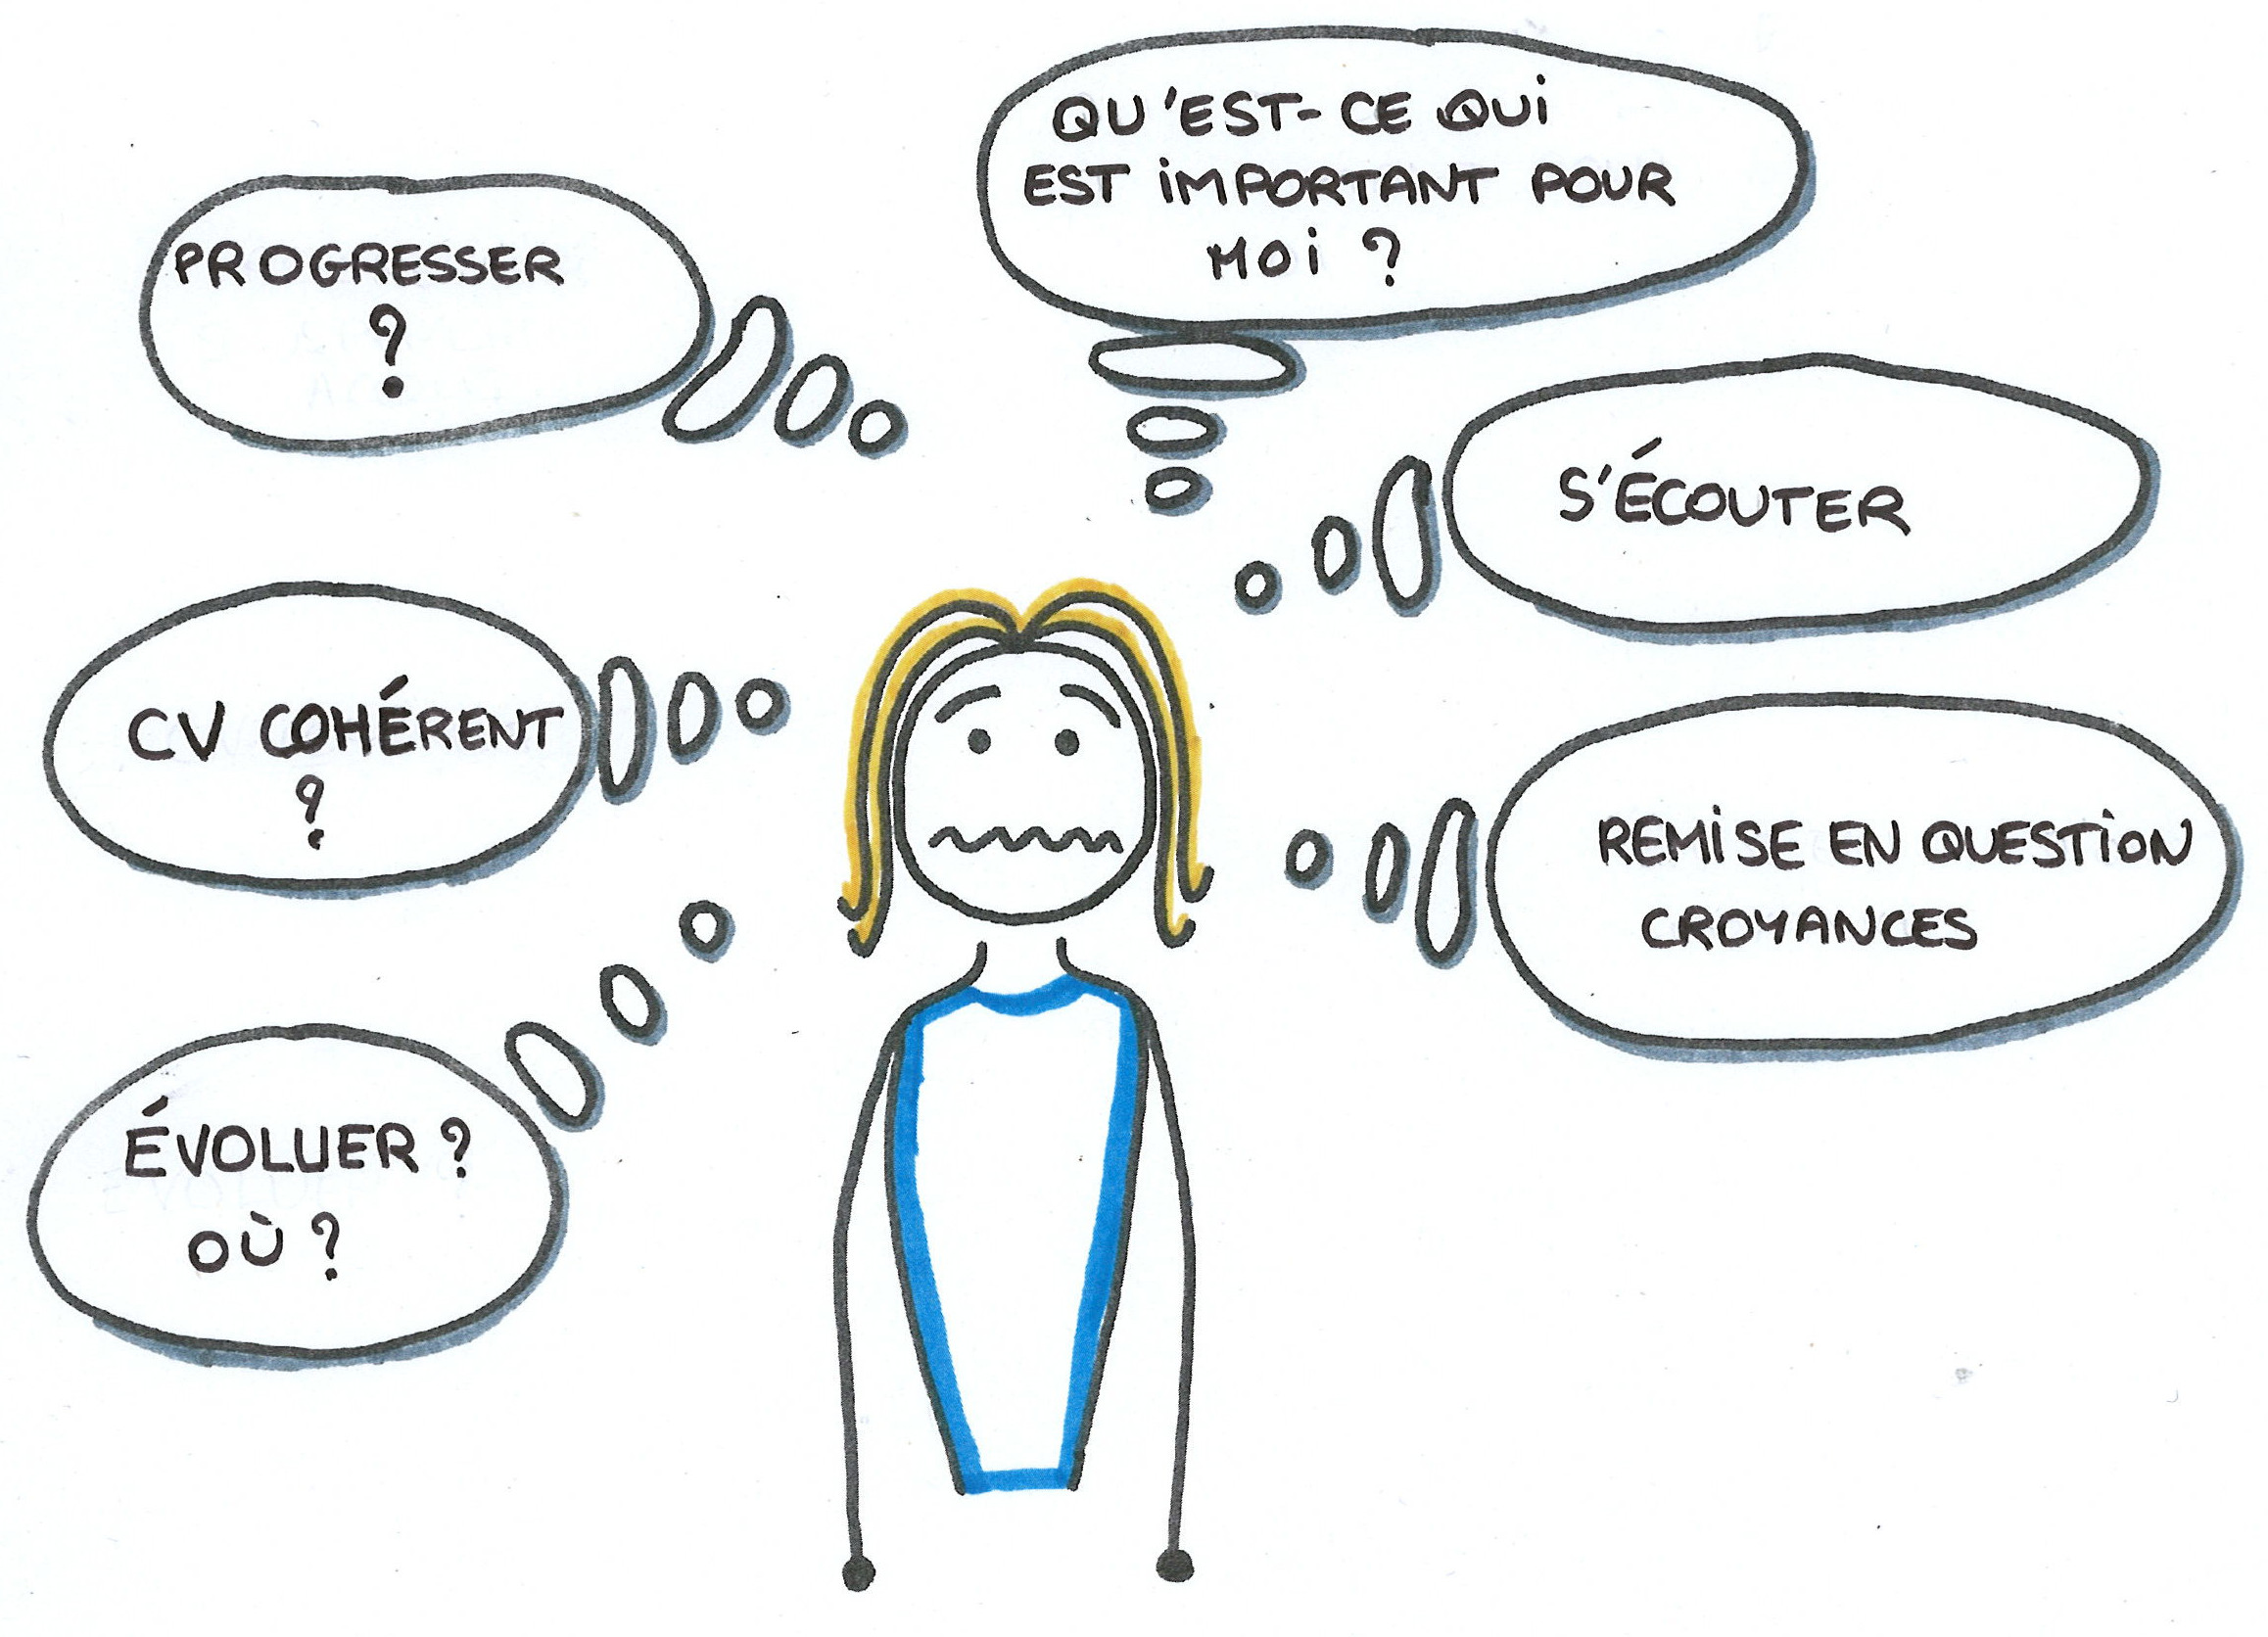 PROGRESSER
?
QU'EST-CE QUI
EST IMPORTANT POUR
MOI ?
S'ÉCOUTER
CV COHÉRENT
?
REMISE EN QUESTION
CROYANCES
ÉVOLUER ?
OÙ ?